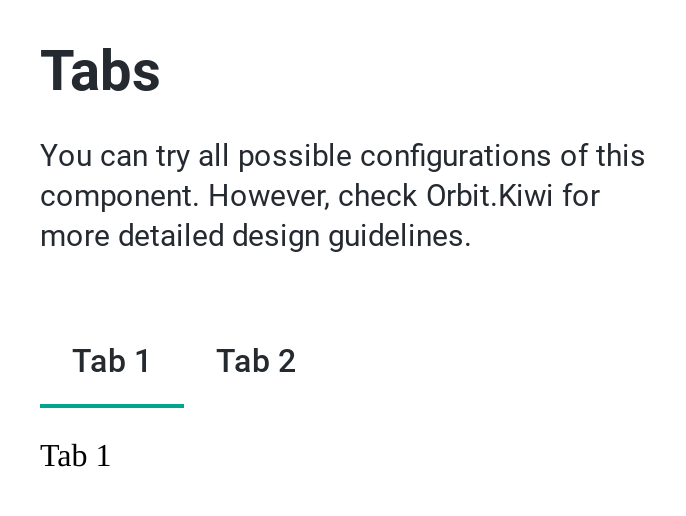 Tabs
You can try all possible configurations of this
component. However, check Orbit.Kiwi for
more detailed design guidelines.
Tab 1 Tab 2
Tab 1